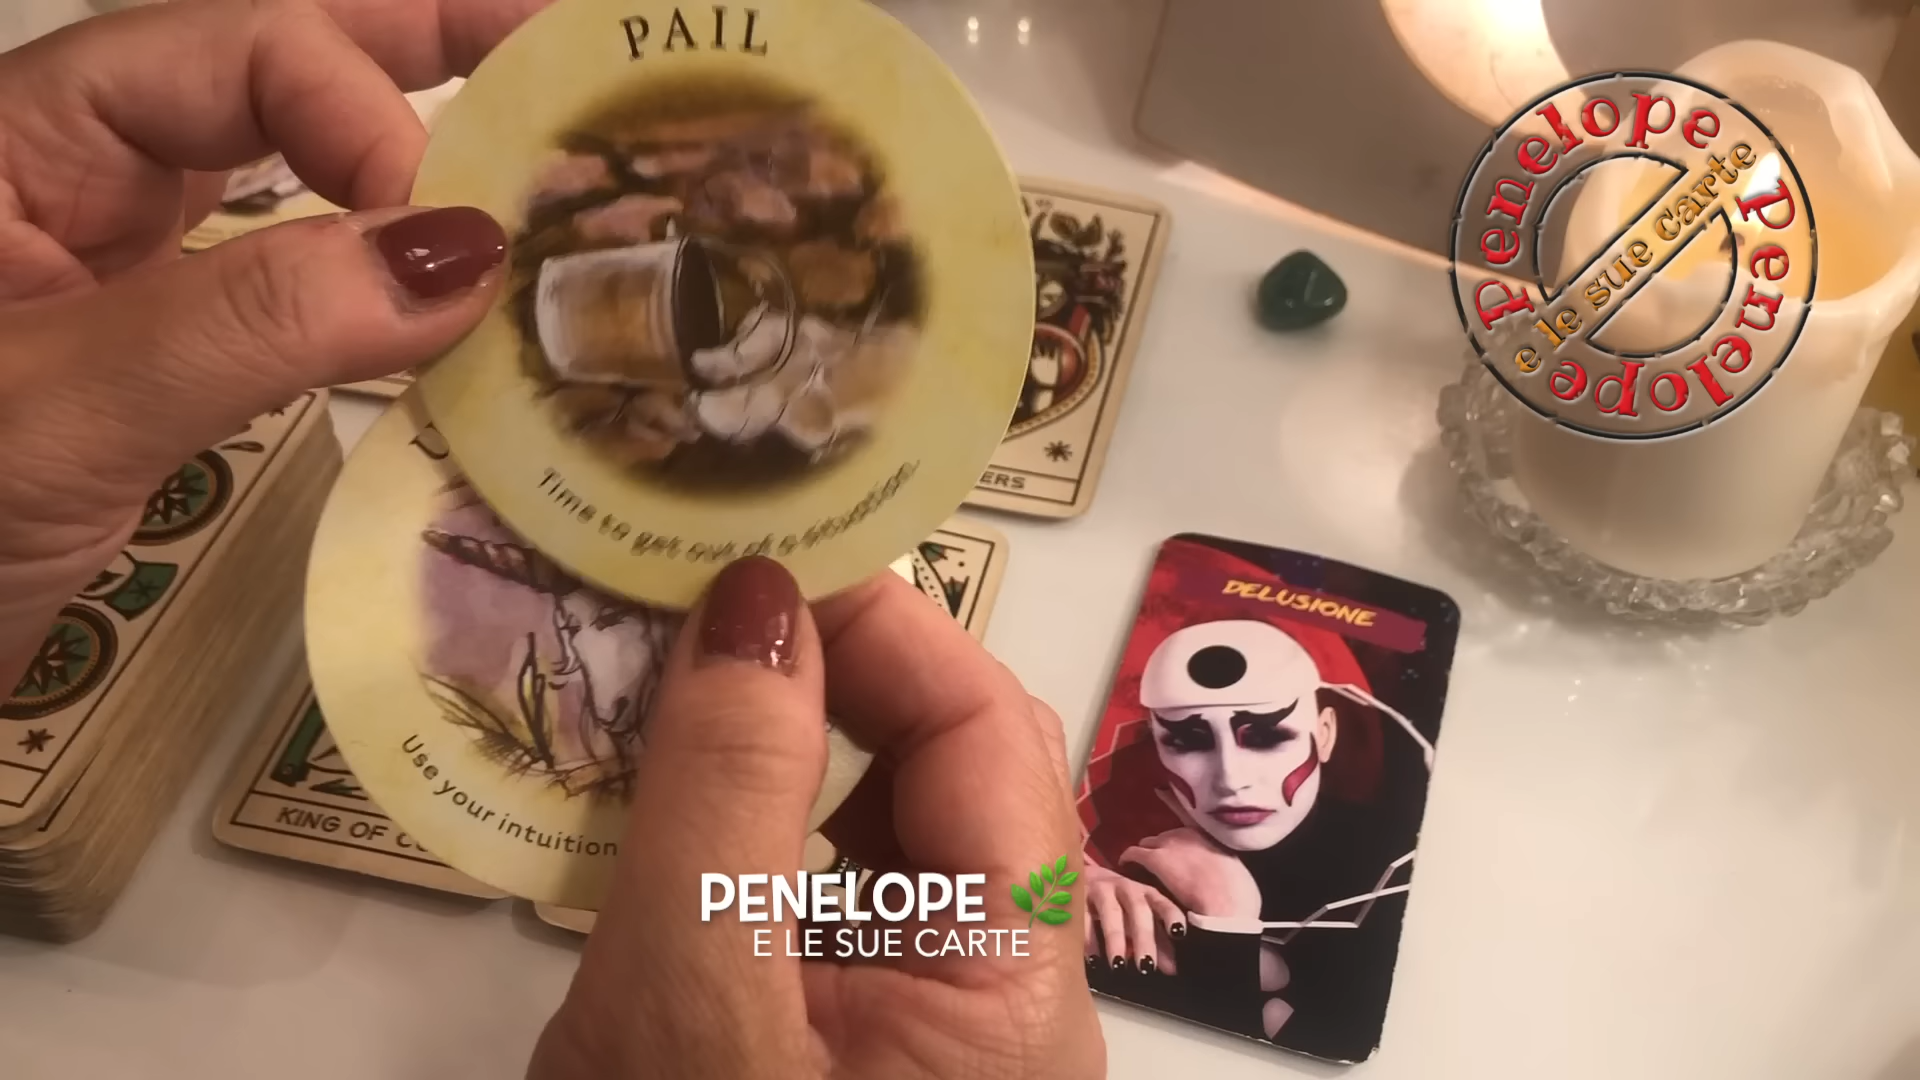 PAIL
Time to get out of a situation
U
Use your intuition
KING OF C
ERS
DELUSIONE
Penelope Penelope Penelope
e le sue carte
PENELOPE
E LE SUE CARTE